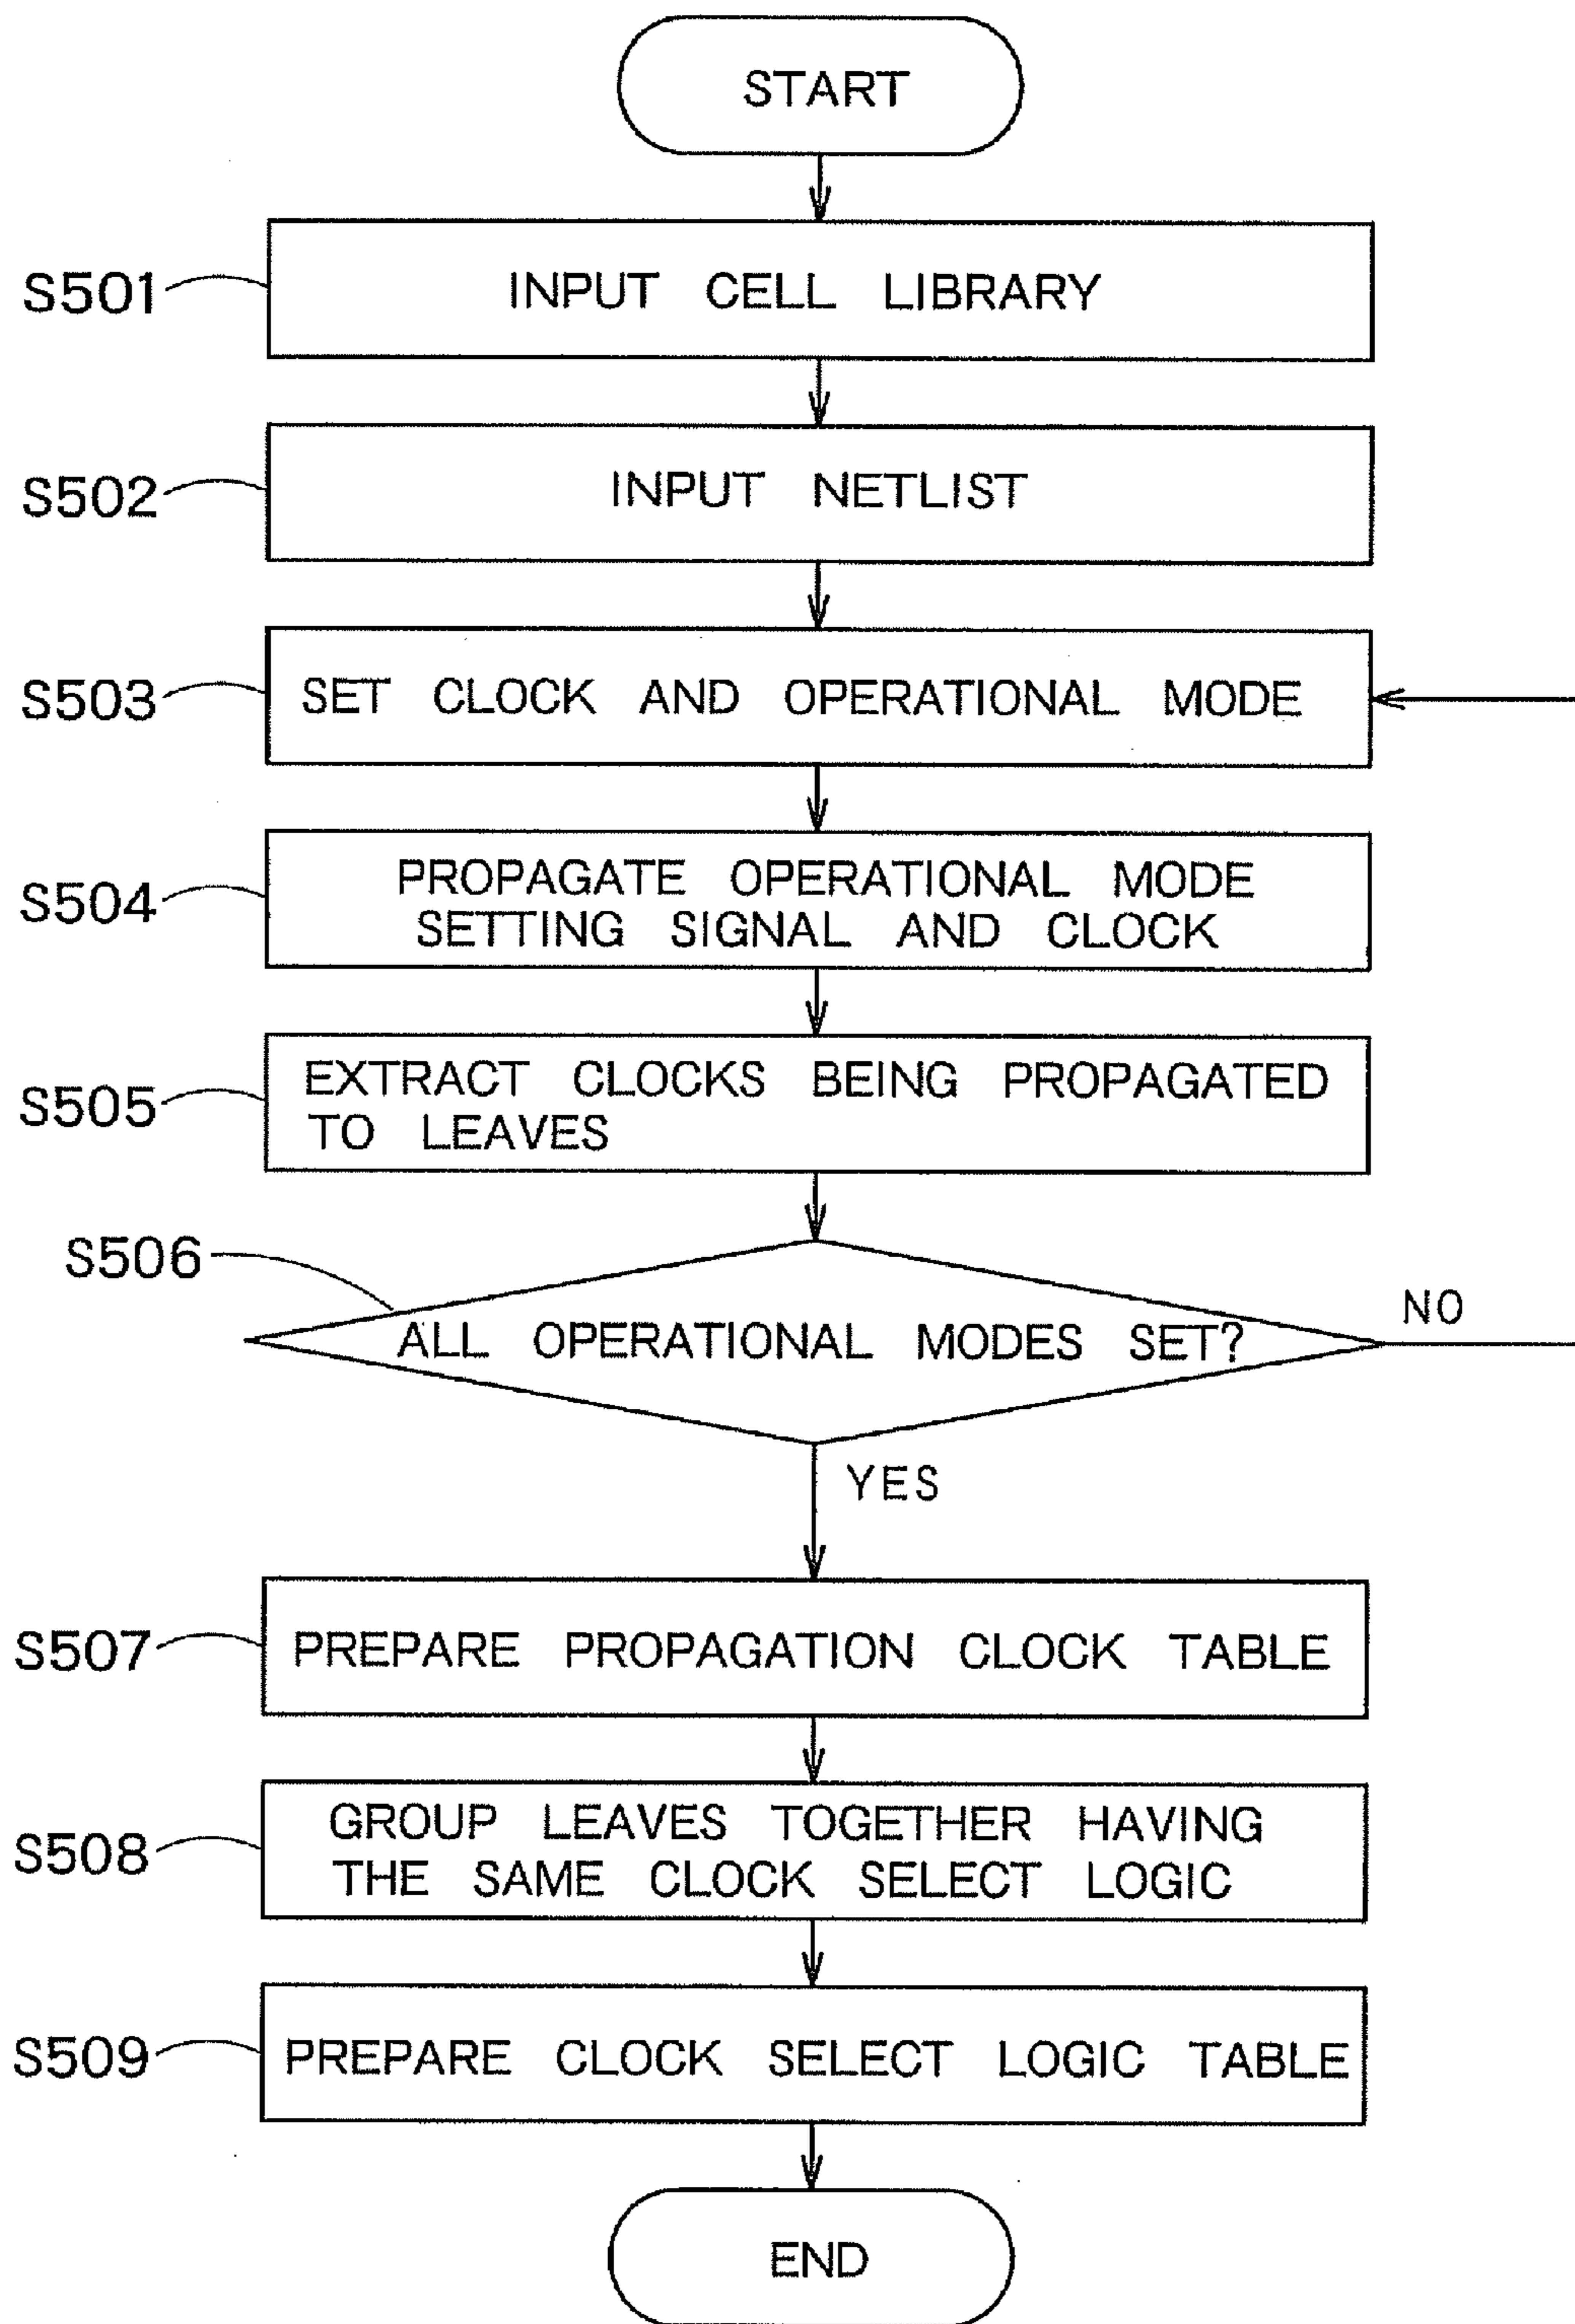 START
S501
INPUT CELL LIBRARY
S502
INPUT NETLIST
S503
SET CLOCK AND OPERATIONAL MODE
S504
PROPAGATE OPERATIONAL MODE
SETTING SIGNAL AND CLOCK
S505
EXTRACT CLOCKS BEING PROPAGATED
TO LEAVES
S506
ALL OPERATIONAL MODES SET?
NO
YES
S507
PREPARE PROPAGATION CLOCK TABLE
S508
GROUP LEAVES TOGETHER HAVING
THE SAME CLOCK SELECT LOGIC
S509
PREPARE CLOCK SELECT LOGIC TABLE
END